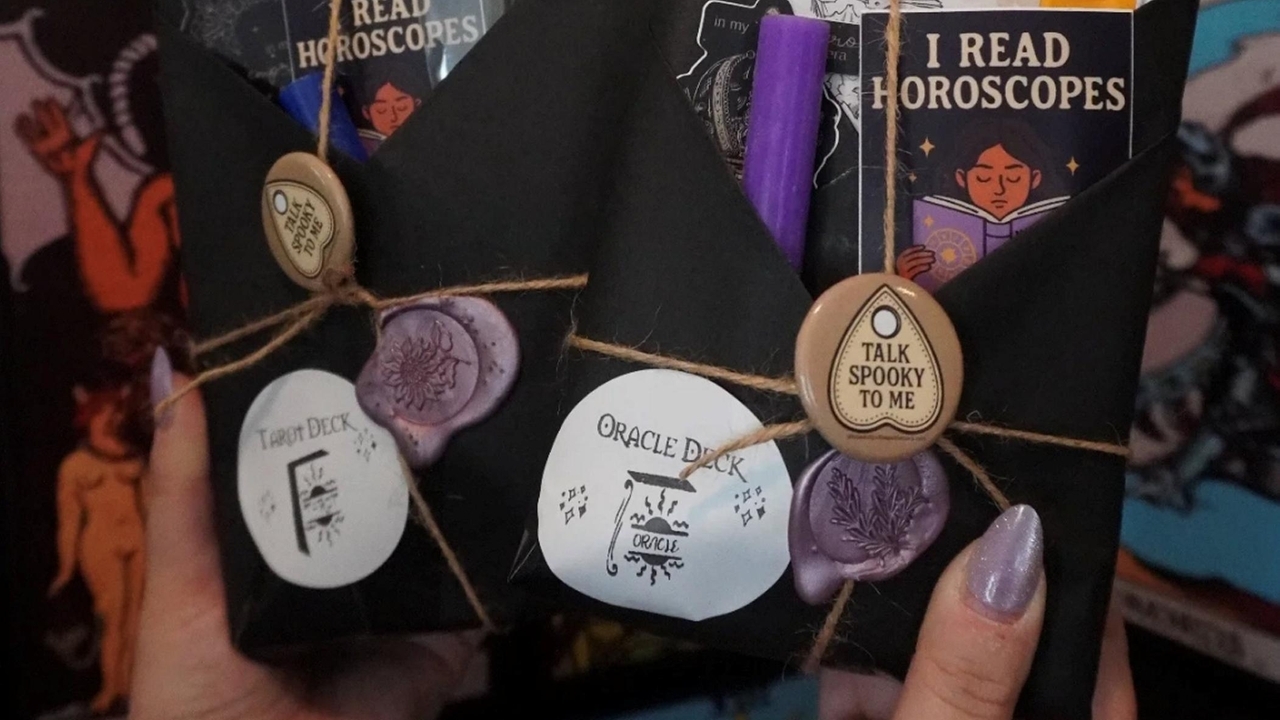 I READ
HOROSCOPES
in my
era
I READ
HOROSCOPES
TALK
SPOOKY
TO ME
TALK
SPOOKY
TO ME
TAROT DECK
ORACLE DECK
ORACLE